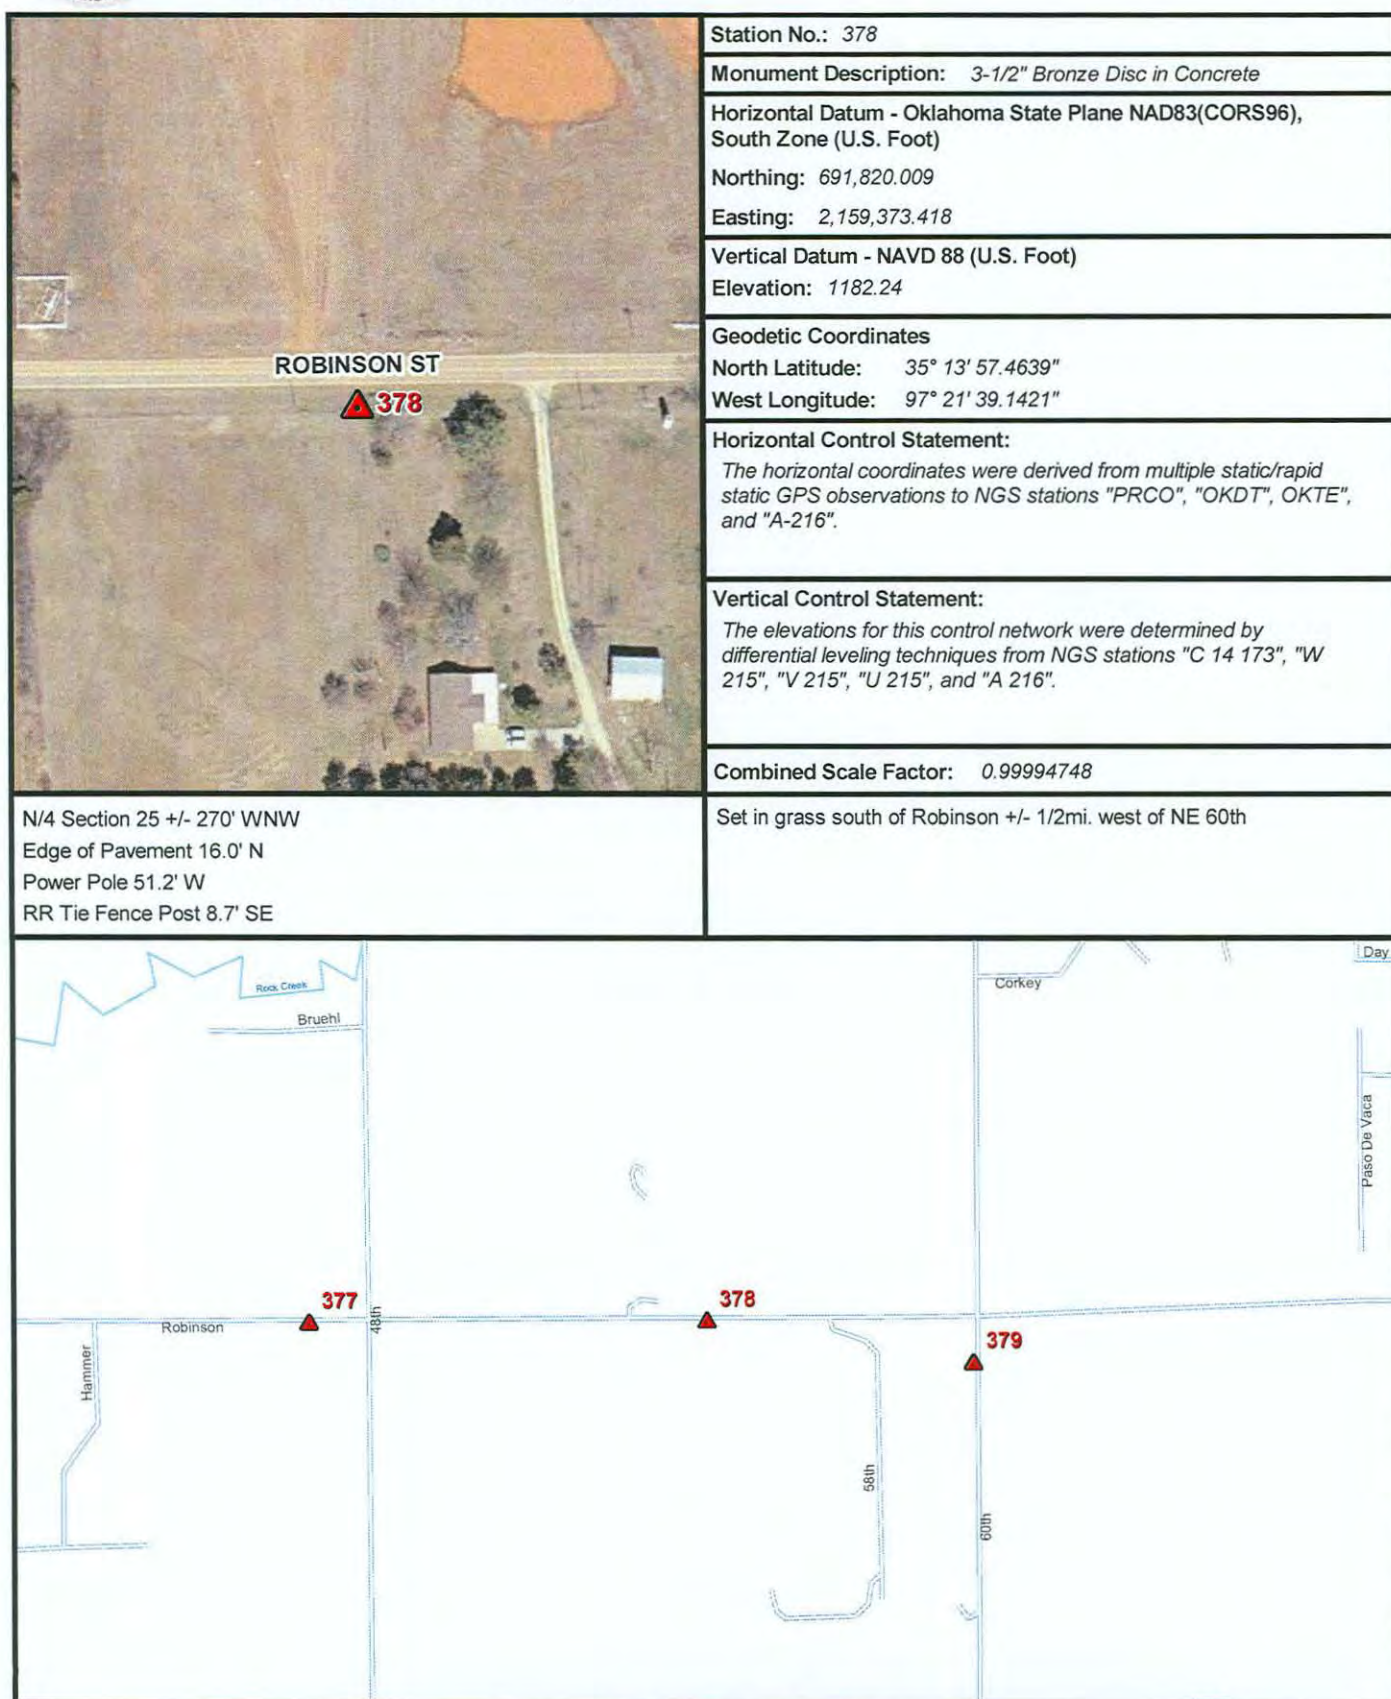 ROBINSON ST
378
Station No.: 378
Monument Description: 3-1/2" Bronze Disc in Concrete
Horizontal Datum - Oklahoma State Plane NAD83(CORS96),
South Zone (U.S. Foot)
Northing: 691,820.009
Easting: 2,159,373.418
Vertical Datum - NAVD 88 (U.S. Foot)
Elevation: 1182.24
Geodetic Coordinates
North Latitude: 35° 13' 57.4639"
West Longitude: 97° 21' 39.1421"
Horizontal Control Statement:
The horizontal coordinates were derived from multiple static/rapid
static GPS observations to NGS stations "PRCO", "OKDT", OKTE",
and "A-216".
Vertical Control Statement:
The elevations for this control network were determined by
differential leveling techniques from NGS stations "C 14 173", "W
215", "V 215", "U 215", and "A 216".
Combined Scale Factor: 0.99994748
N/4 Section 25 +/- 270' WNW
Edge of Pavement 16.0' N
Power Pole 51.2' W
RR Tie Fence Post 8.7' SE
Set in grass south of Robinson +/- 1/2mi. west of NE 60th
Day
Corkey
Rock Creek
Bruehl
Paso De Vaca
377
378
48th
Robinson
379
Hammer
58th
60th